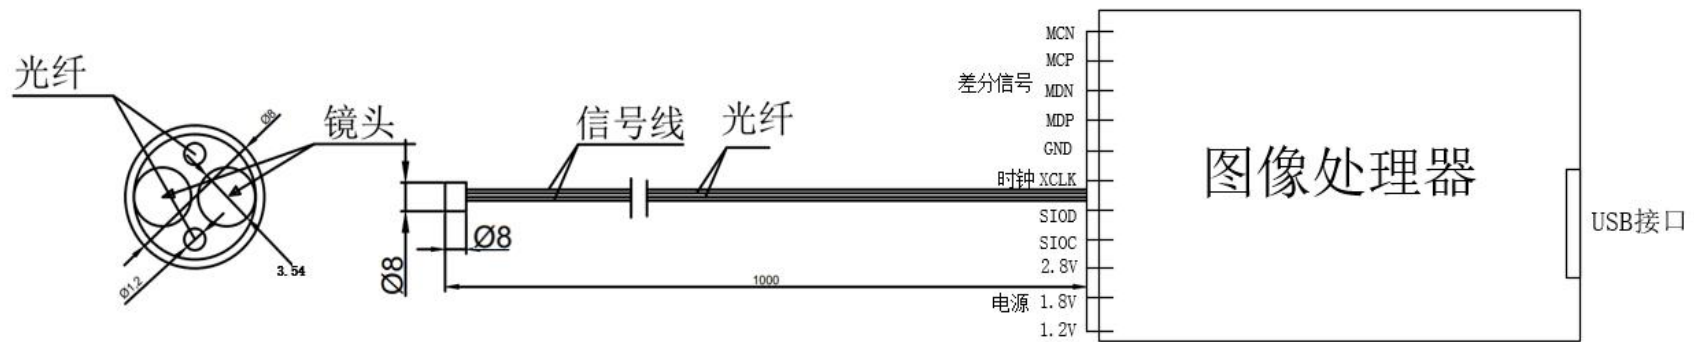 光纤
镜头
Ø8
Ø1.2
3.54
信号线
光纤
Ø8
Ø8
1000
差分信号
MCN
MCP
MDN
MDP
GND
时钟 XCLK
SIOD
SIOC
2.8V
电源 1.8V
1.2V
图像处理器
USB接口